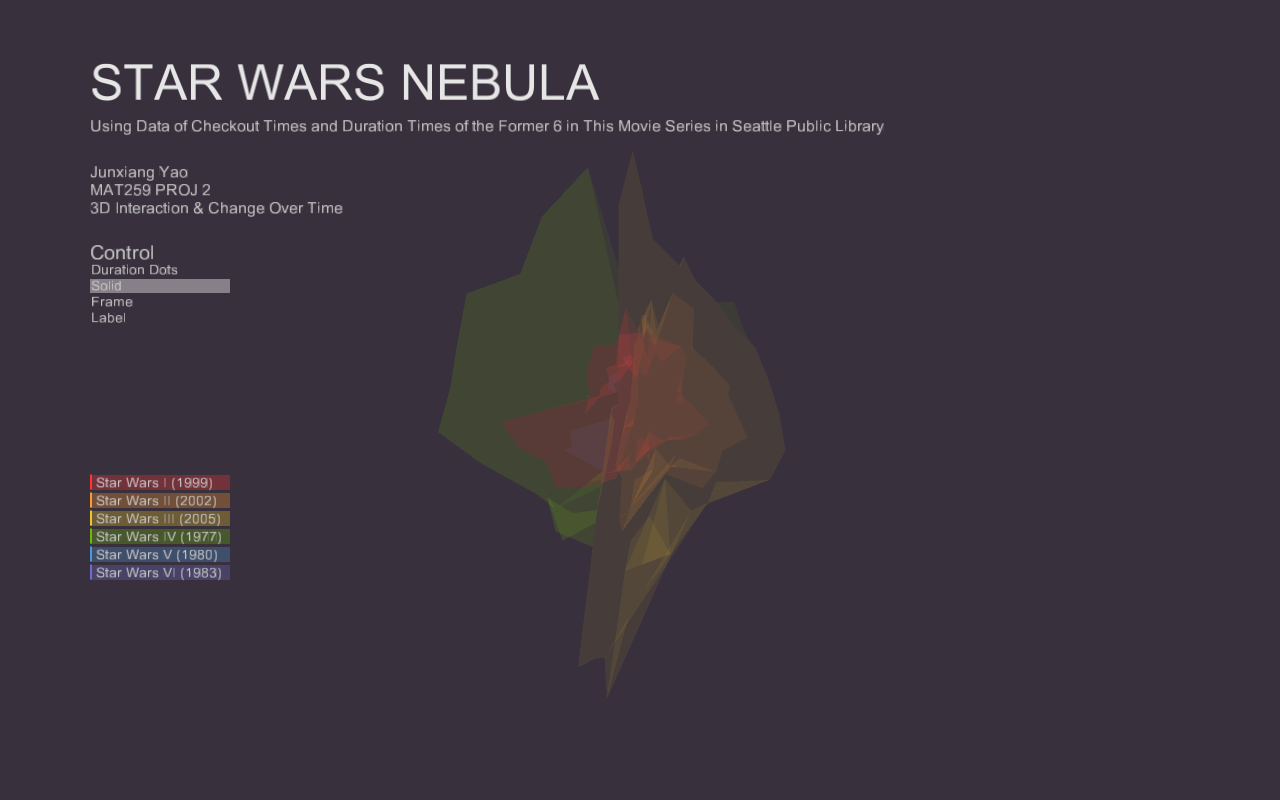 STAR WARS NEBULA
Using Data of Checkout Times and Duration Times of the Former 6 in This Movie Series in Seattle Public Library
Junxiang Yao
MAT259 PROJ 2
3D Interaction & Change Over Time
Control
Duration Dots
Solid
Frame
Label
Star Wars I (1999)
Star Wars II (2002)
Star Wars III (2005)
Star Wars IV (1977)
Star Wars V (1980)
Star Wars VI (1983)